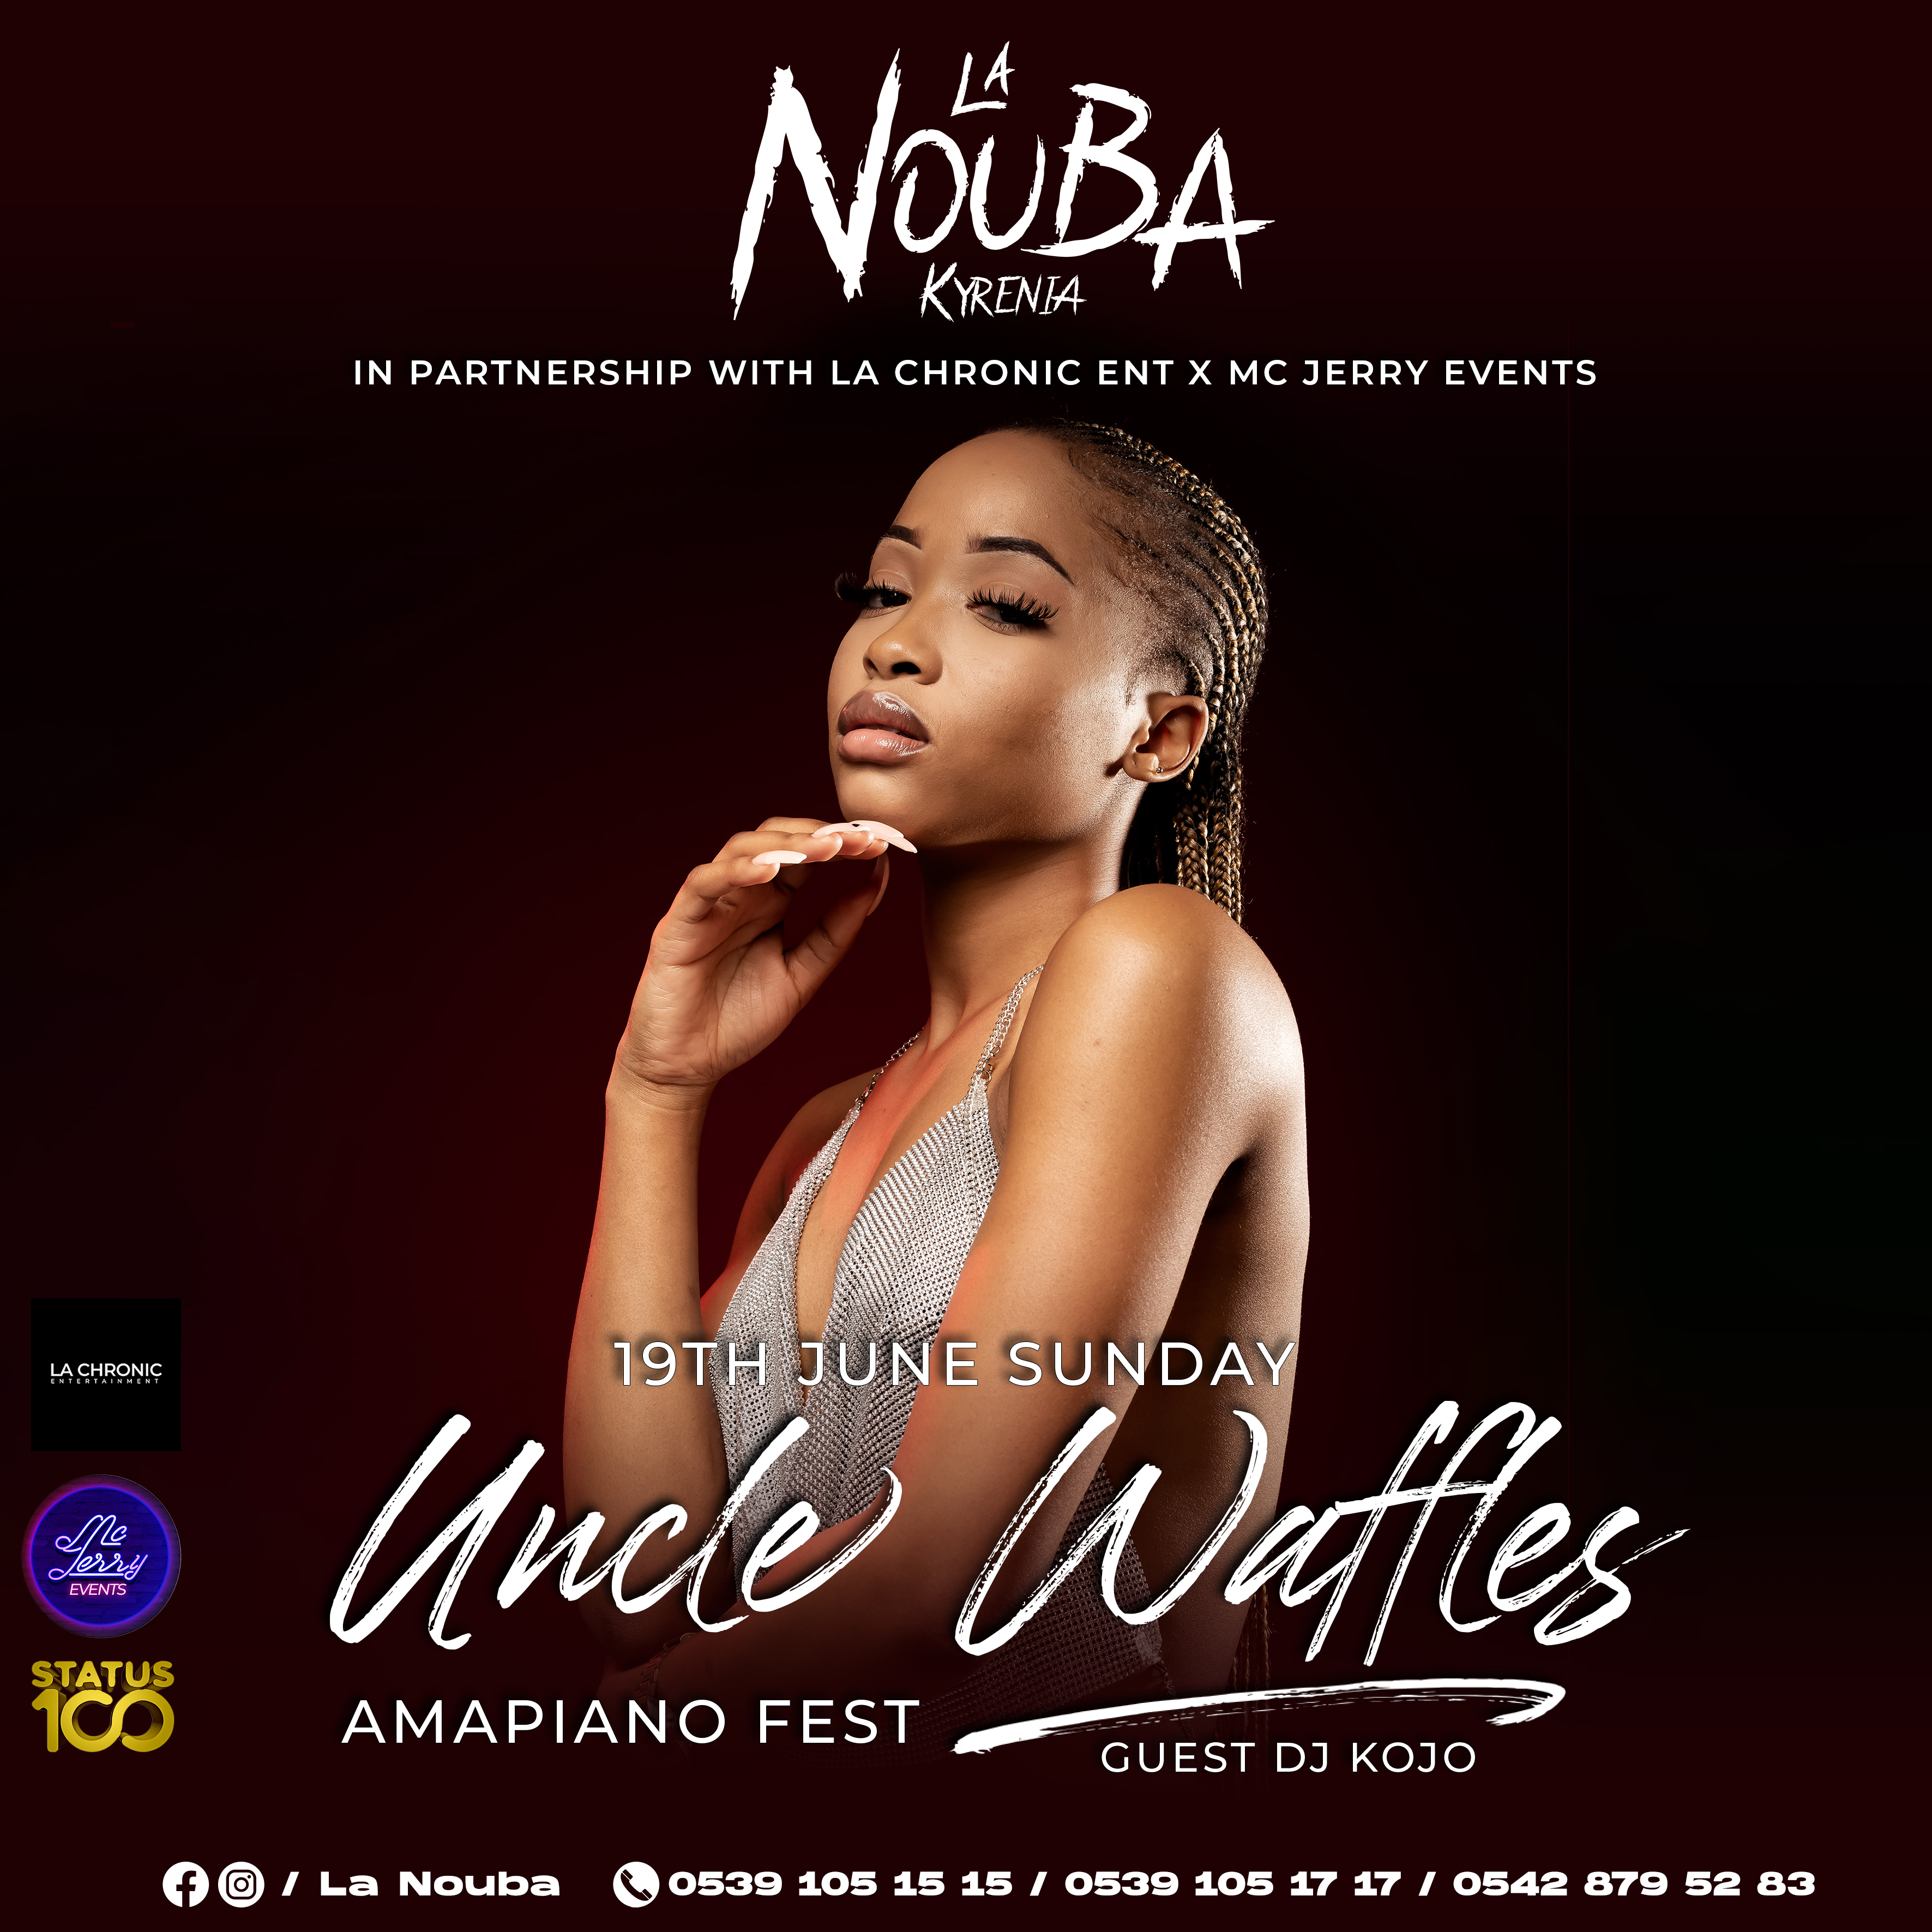 LA
NOUBA
KYRENIA
IN PARTNERSHIP WITH LA CHRONIC ENT X MC JERRY EVENTS
19TH JUNE SUNDAY
Uncle Waffles
AMAPIANO FEST
GUEST DJ KOJO
LA CHRONIC
ENTERTAINMENT
Mc
Jerry
EVENTS
STATUS
100
/ La Nouba
0539 105 15 15 / 0539 105 17 17 / 0542 879 52 83